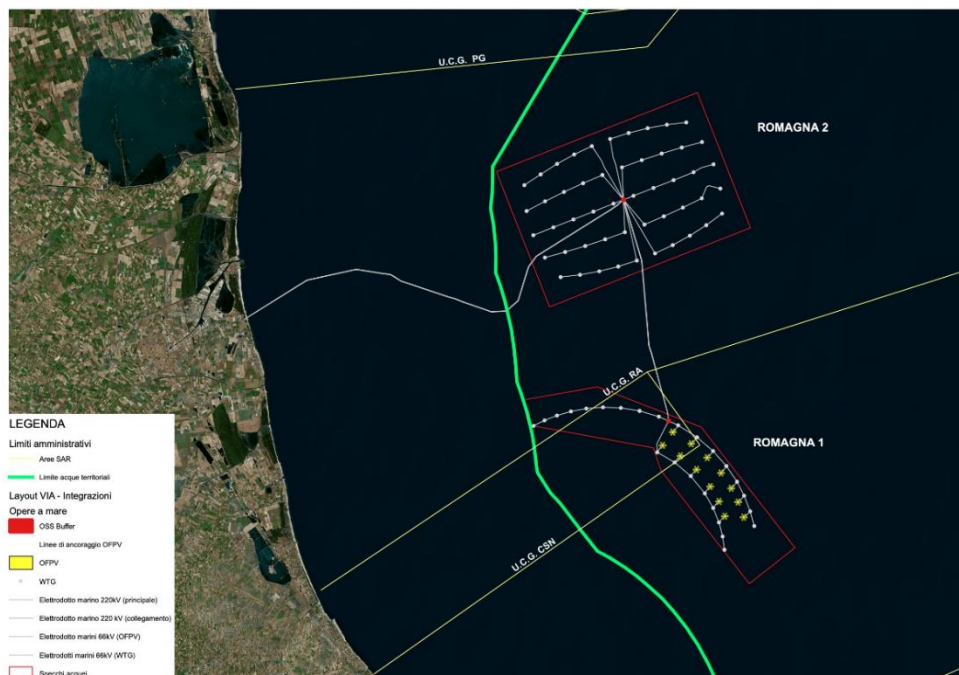 U.C.G. PG
ROMAGNA 2
U.C.G. RA
ROMAGNA 1
U.C.G. CSN
LEGENDA
Limiti amministrativi
Aree SAR
Limite acque territoriali
Layout VIA - Integrazioni
Opere a mare
OSS Buffer
Linee di ancoraggio OFPV
OFPV
WTG
Elettrodotto marino 220kV (principale)
Elettrodotto marino 220 kV (collegamento)
Elettrodotto marini 66kV (OFPV)
Elettrodotti marini 66kV (WTG)
Specchi acquei